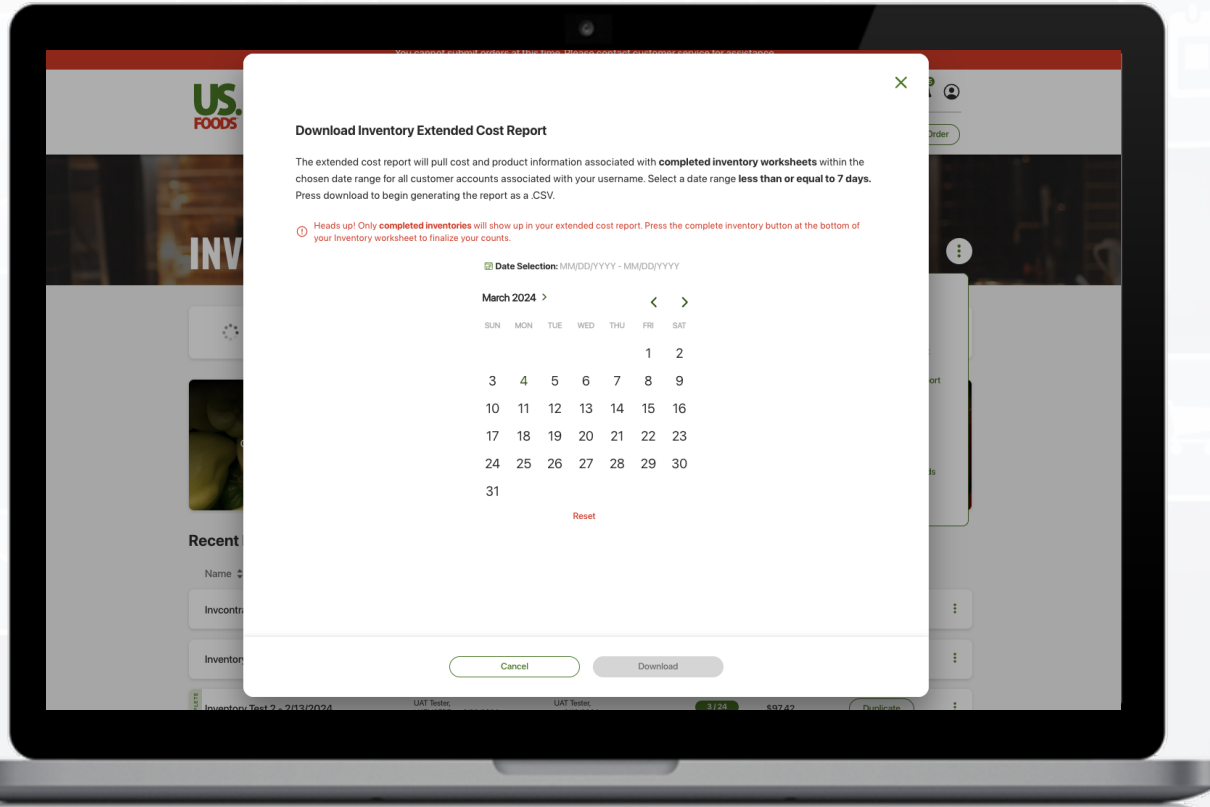 You cannot submit orders at this time. Please contact customer service for assistance.
US.
FOODS
Order
INV
Download Inventory Extended Cost Report
The extended cost report will pull cost and product information associated with completed inventory worksheets within the
chosen date range for all customer accounts associated with your username. Select a date range less than or equal to 7 days.
Press download to begin generating the report as a .CSV.
Heads up! Only completed inventories will show up in your extended cost report. Press the complete inventory button at the bottom of
your Inventory worksheet to finalize your counts.
Date Selection: MM/DD/YYYY - MM/DD/YYYY
March 2024
SUN MON TUE WED THU FRI SAT
1 2
3 4 5 6 7 8 9
10 11 12 13 14 15 16
17 18 19 20 21 22 23
24 25 26 27 28 29 30
31
Reset
ort
ds
Recent
Name
Invcontr
Inventor
Cancel Download
Inventory Test 2 - 2/13/2024 UAT Tester, UAT Tester, 3 / 24 $97.42 Duplicate